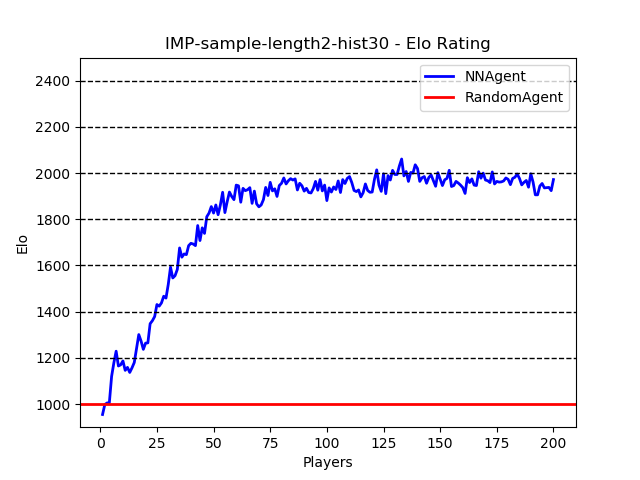 IMP-sample-length2-hist30 - Elo Rating
NNAgent
RandomAgent
Elo
2400
2200
2000
1800
1600
1400
1200
1000
0 25 50 75 100 125 150 175 200
Players